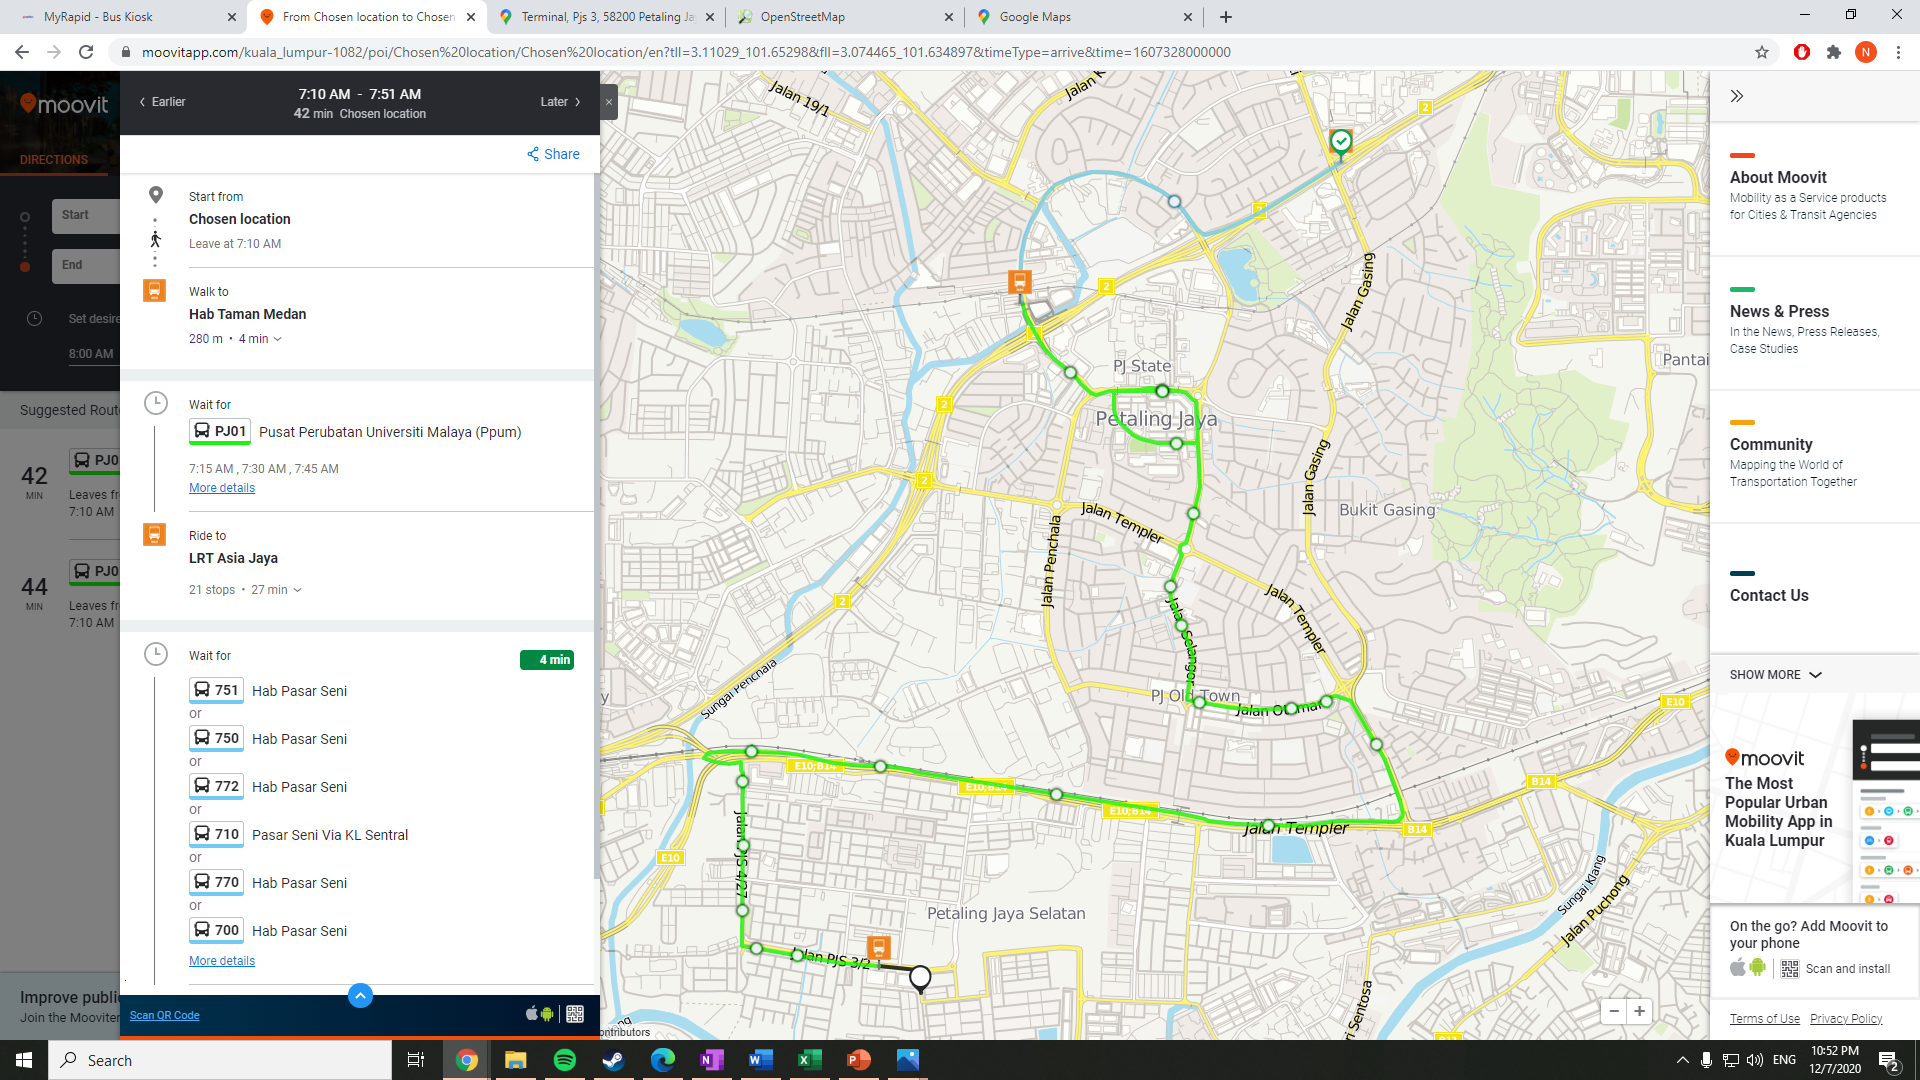 MyRapid - Bus Kiosk
From Chosen location to Chosen
Terminal, Pjs 3, 58200 Petaling Ja
OpenStreetMap
Google Maps
moovitapp.com/kuala_lumpur-1082/poi/Chosen%20location/Chosen%20location/en?tll=3.11029_101.65298&fll=3.074465_101.634897&timeType=arrive&time=1607328000000
N
moovit
DIRECTIONS
Start
End
Set desire
8:00 AM
Suggested Rout
42
MIN
PJ0
Leaves fr
7:10 AM
44
MIN
PJ0
Leaves fr
7:10 AM
Improve public
Join the Mooviter
Earlier
7:10 AM - 7:51 AM
42 min Chosen location
Later
Share
Start from
Chosen location
Leave at 7:10 AM
Walk to
Hab Taman Medan
280 m • 4 min
Wait for
PJ01 Pusat Perubatan Universiti Malaya (Ppum)
7:15 AM , 7:30 AM , 7:45 AM
More details
Ride to
LRT Asia Jaya
21 stops • 27 min
Wait for
4 min
751 Hab Pasar Seni
or
750 Hab Pasar Seni
or
772 Hab Pasar Seni
or
710 Pasar Seni Via KL Sentral
or
770 Hab Pasar Seni
or
700 Hab Pasar Seni
More details
Scan QR Code
Jalan 19/1
Jalan K
2
2
2
2
2
2
2
2
Jalan Gasing
PJ State
Petaling Jaya
Jalan Gasing
Bukit Gasing
Jalan Templer
Jalan Penchala
Jalan Templer
Jalan Selangor
Sungai Penchala
PJ Old Town
Jalan Othman
Pantai
E10
E10;B14
E10;B14
E10;B14
B14
B14
Jalan Templer
E10
Jalan PJS 4/27
Petaling Jaya Selatan
Jalan PJS 3/2
Sungai Klang
Jalan Puchong
ri Sentosa
ng
ontributors
About Moovit
Mobility as a Service products
for Cities & Transit Agencies
News & Press
In the News, Press Releases,
Case Studies
Community
Mapping the World of
Transportation Together
Contact Us
SHOW MORE
moovit
The Most
Popular Urban
Mobility App in
Kuala Lumpur
On the go? Add Moovit to
your phone
Scan and install
Terms of Use Privacy Policy
Search
ENG
10:52 PM
12/7/2020
2